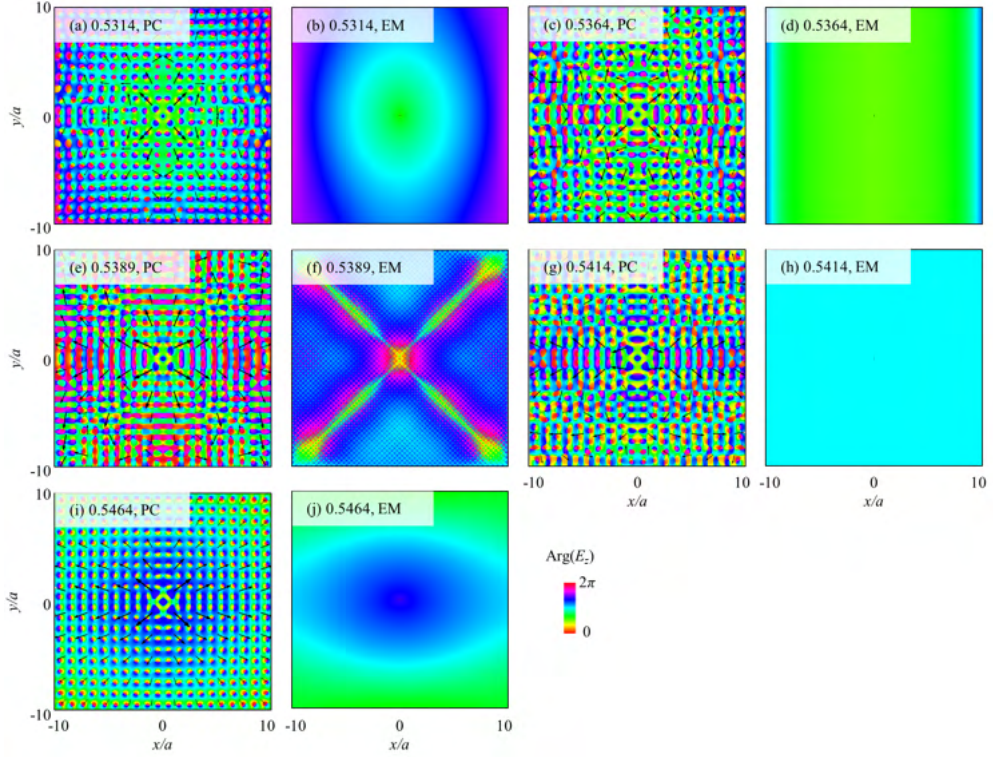 10
(a) 0.5314, PC
(b) 0.5314, EM
(c) 0.5364, PC
(d) 0.5364, EM
y/a
0
-10
10
(e) 0.5389, PC
(f) 0.5389, EM
(g) 0.5414, PC
(h) 0.5414, EM
y/a
0
-10
-10 0 10
-10 0 10
x/a
x/a
10
(i) 0.5464, PC
(j) 0.5464, EM
y/a
0
-10
-10 0 10
-10 0 10
x/a
x/a
Arg(E_z)
2π
0